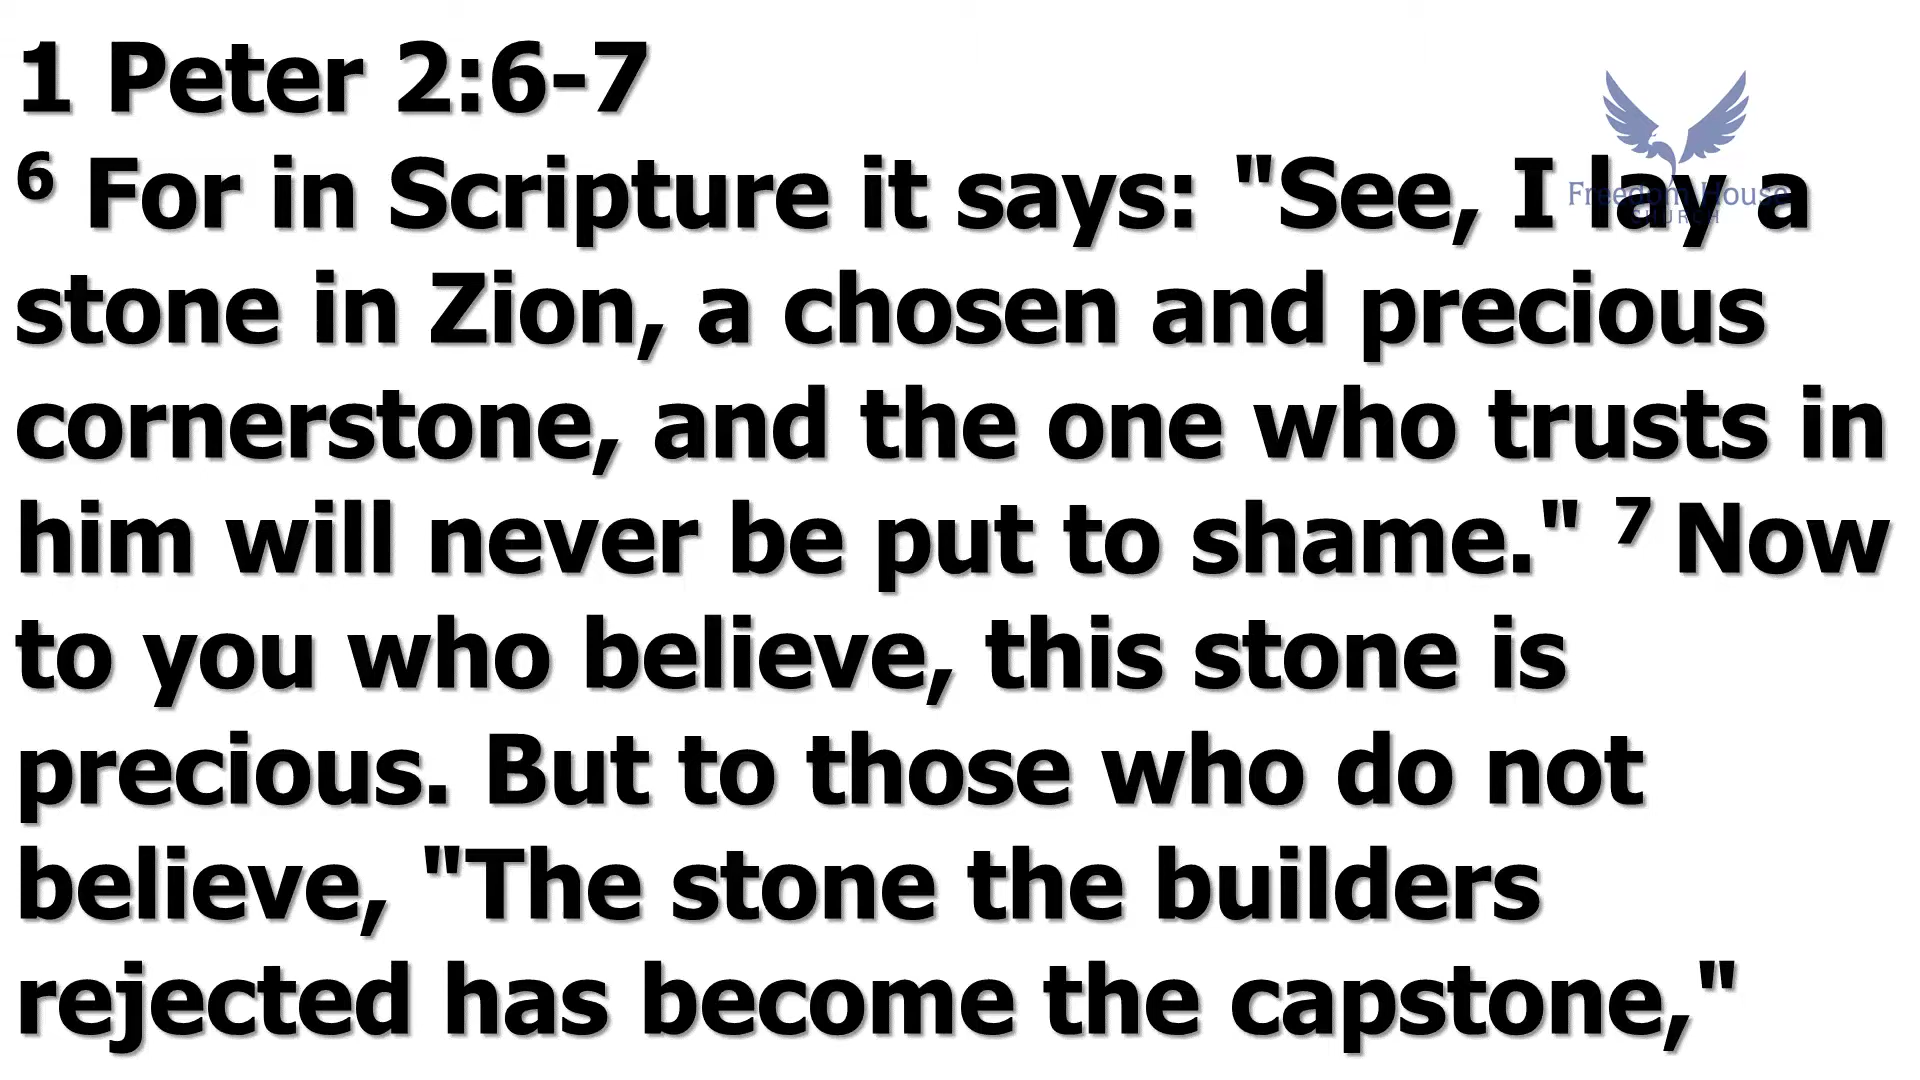 1 Peter 2:6-7
6 For in Scripture it says: "See, I lay a
Freedom House
CHURCH
stone in Zion, a chosen and precious
cornerstone, and the one who trusts in
him will never be put to shame." 7 Now
to you who believe, this stone is
precious. But to those who do not
believe, "The stone the builders
rejected has become the capstone,"